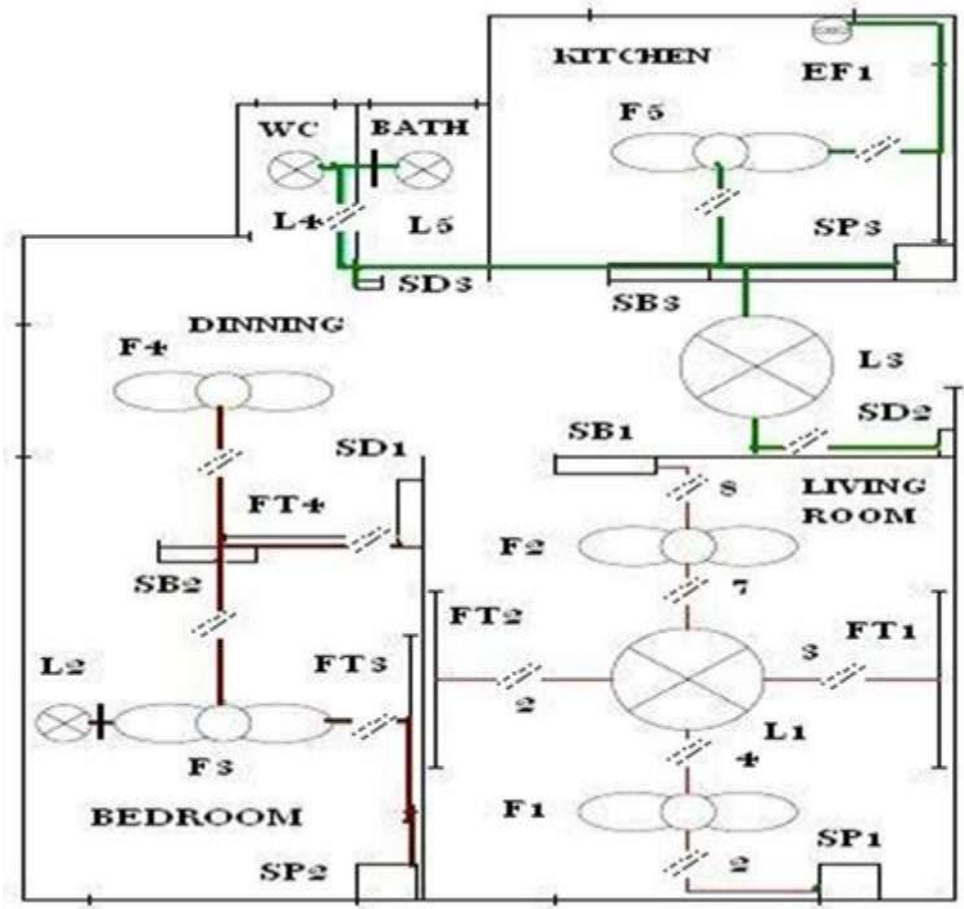 KITCHEN
EF1
F5
WC
BATH
L4
L5
SP3
SD3
SB3
DINNING
F4
L3
SD2
SB1
SD1
8
LIVING
ROOM
FT4
F2
SB2
7
FT2
FT1
L2
FT3
3
2
L1
4
F3
F1
BEDROOM
SP1
SP2
2